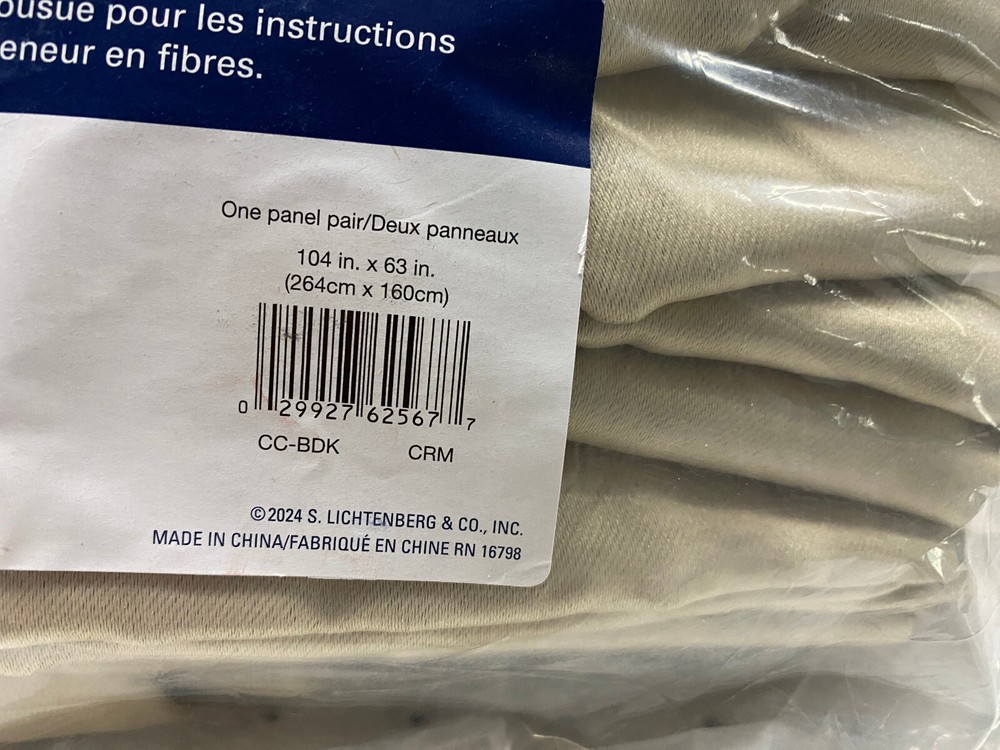 pour les instructions
en fibres.
One panel pair/Deux panneaux
104 in. x 63 in.
(264cm x 160cm)
0 29927 62567 7
CC-BDK CRM
©2024 S. LICHTENBERG & CO., INC.
MADE IN CHINA/FABRIQUÉ EN CHINE RN 16798